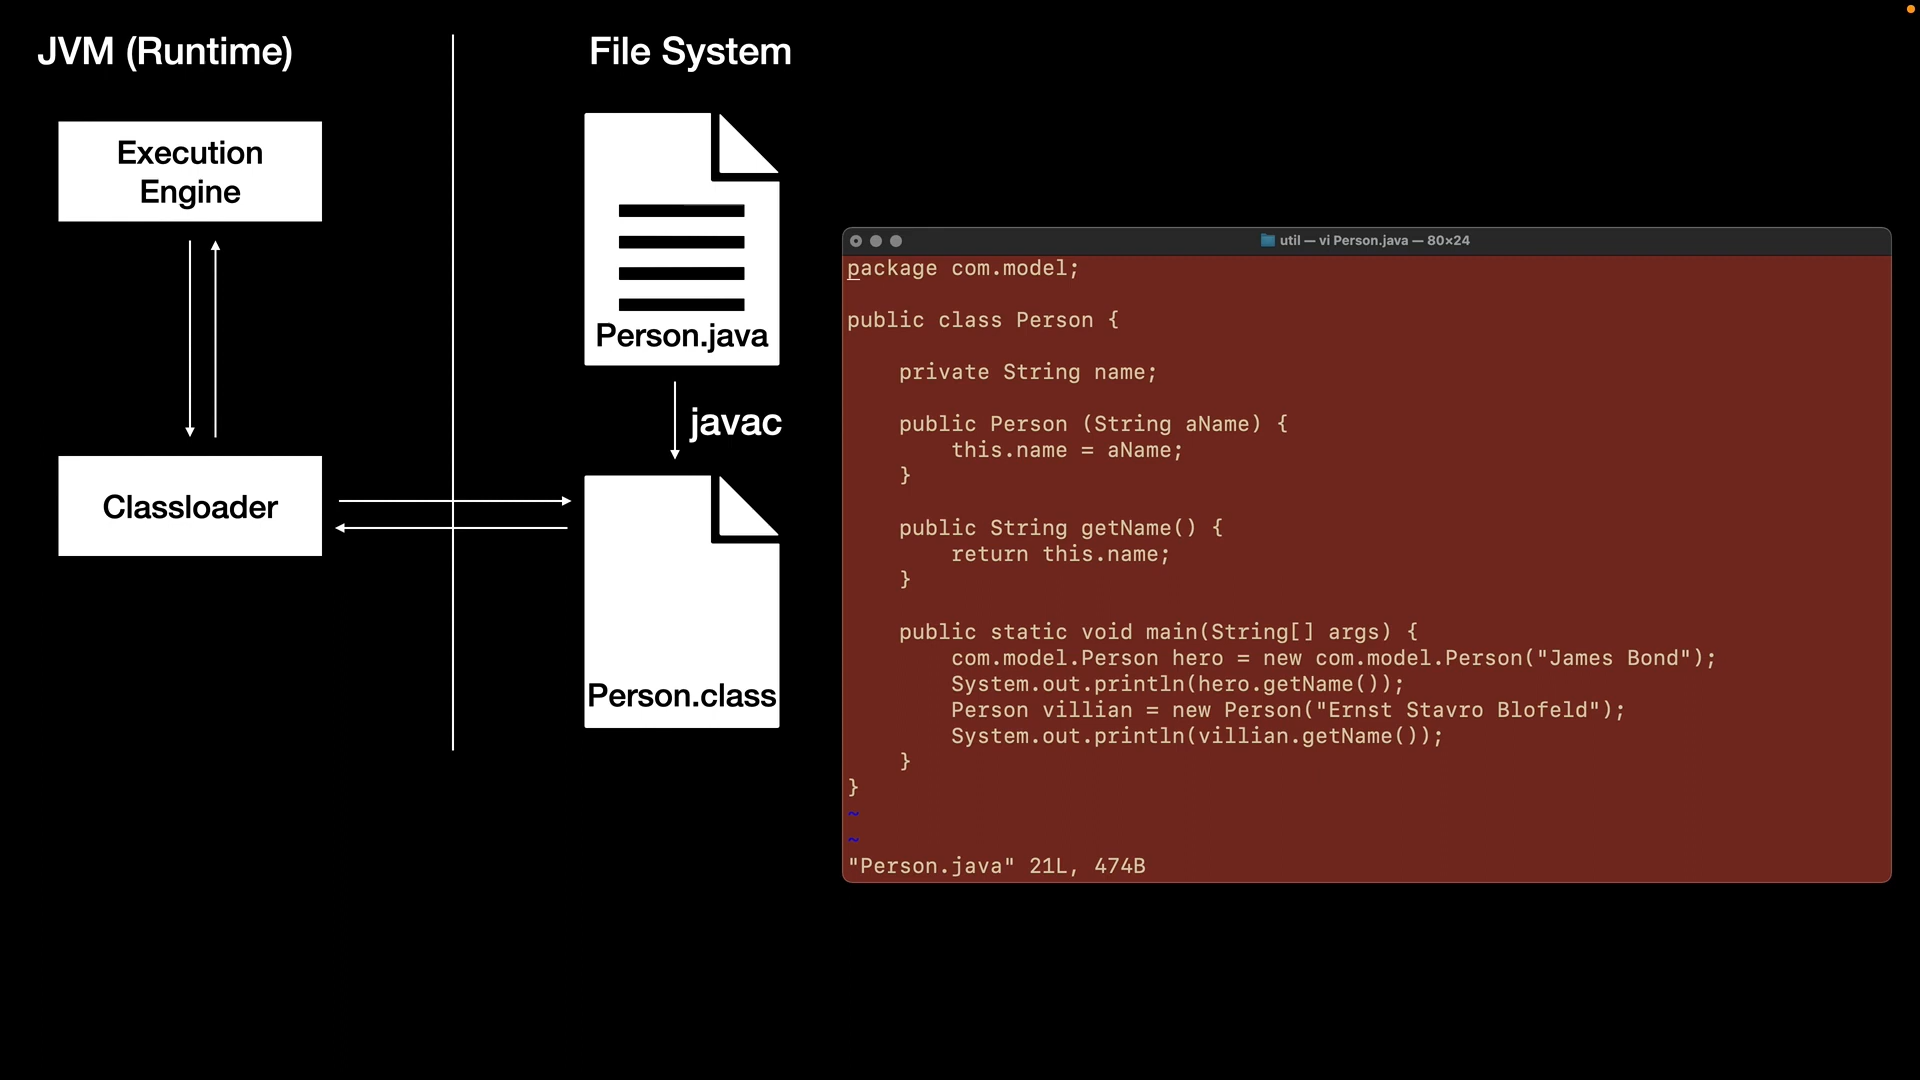 JVM (Runtime)
File System
Execution
Engine
Classloader
Person.java
javac
Person.class
util — vi Person.java — 80×24
package com.model;
public class Person {
private String name;
public Person (String aName) {
this.name = aName;
}
public String getName() {
return this.name;
}
public static void main(String[] args) {
com.model.Person hero = new com.model.Person("James Bond");
System.out.println(hero.getName());
Person villian = new Person("Ernst Stavro Blofeld");
System.out.println(villian.getName());
}
}
~
~
"Person.java" 21L, 474B